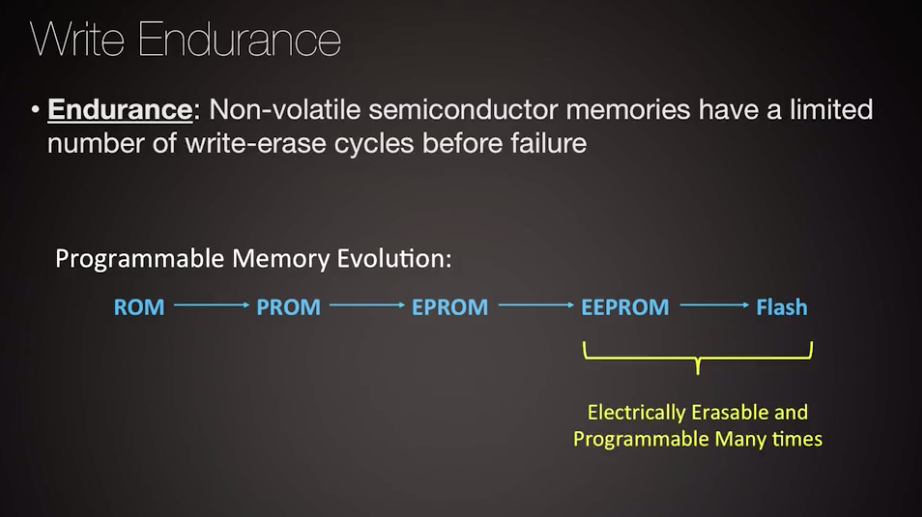 Write Endurance
• Endurance: Non-volatile semiconductor memories have a limited
number of write-erase cycles before failure
Programmable Memory Evolution:
ROM PROM EPROM EEPROM Flash
Electrically Erasable and
Programmable Many times